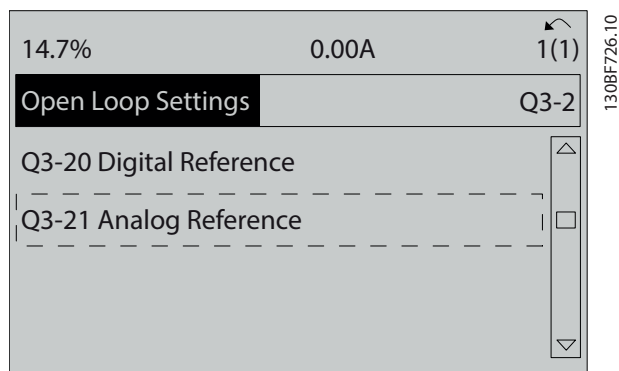 14.7% 0.00A 1(1)
Open Loop Settings Q3-2
Q3-20 Digital Reference
Q3-21 Analog Reference
130BF726.10